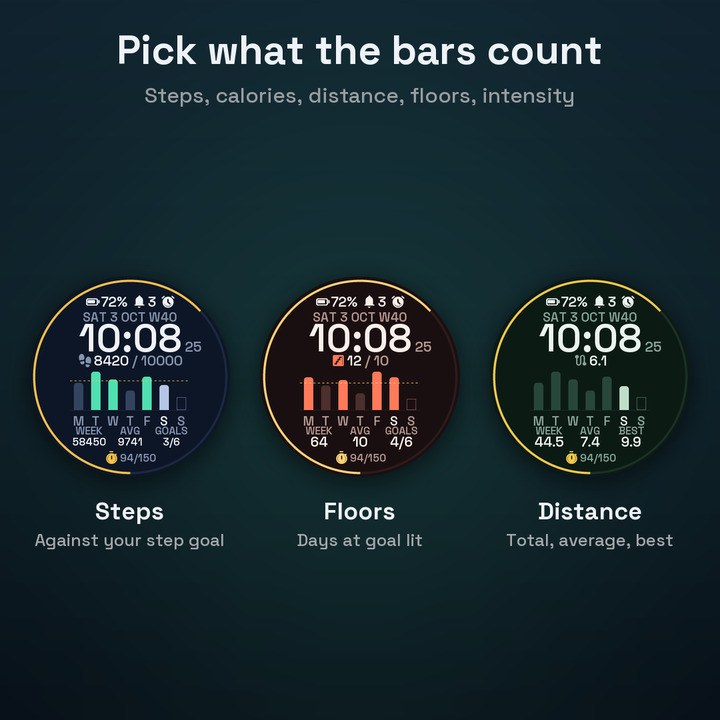 Pick what the bars count
Steps, calories, distance, floors, intensity
72% 3
SAT 3 OCT W40
10:08 25
8420 / 10000
M T W T F S S
WEEK AVG GOALS
58450 9741 3/6
94/150
Steps
Against your step goal
72% 3
SAT 3 OCT W40
10:08 25
12 / 10
M T W T F S S
WEEK AVG GOALS
64 10 4/6
94/150
Floors
Days at goal lit
72% 3
SAT 3 OCT W40
10:08 25
6.1
M T W T F S S
WEEK AVG BEST
44.5 7.4 9.9
94/150
Distance
Total, average, best